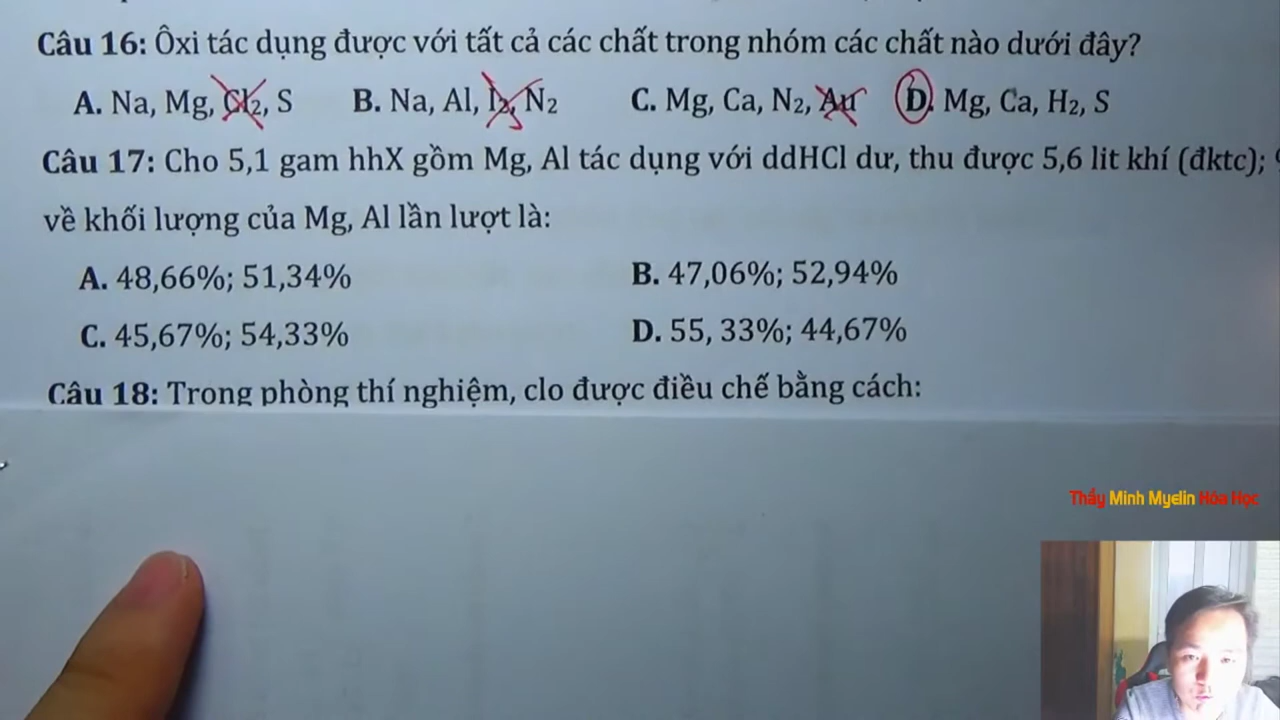 Câu 16: Ôxi tác dụng được với tất cả các chất trong nhóm các chất nào dưới đây?
A. Na, Mg, Cl₂, S B. Na, Al, I₂, N₂ C. Mg, Ca, N₂, Au D. Mg, Ca, H₂, S
Câu 17: Cho 5,1 gam hhX gồm Mg, Al tác dụng với ddHCl dư, thu được 5,6 lit khí (đktc);
về khối lượng của Mg, Al lần lượt là:
A. 48,66%; 51,34% B. 47,06%; 52,94%
C. 45,67%; 54,33% D. 55, 33%; 44,67%
Câu 18: Trong phòng thí nghiệm, clo được điều chế bằng cách:
Thầy Minh Myelin Hóa Học